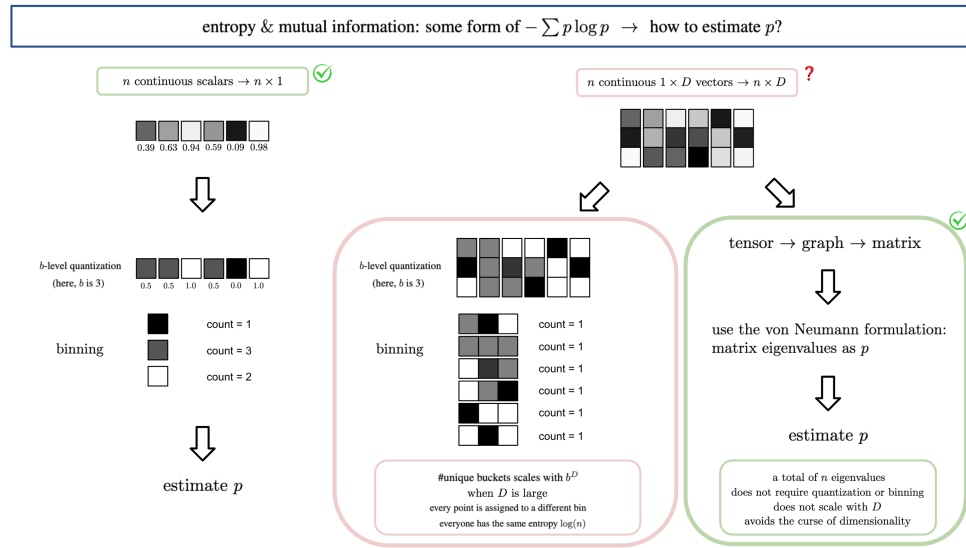 entropy & mutual information: some form of − ∑ p log p → how to estimate p?
n continuous scalars → n × 1
0.39 0.63 0.94 0.59 0.09 0.98
b-level quantization
(here, b is 3)
0.5 0.5 1.0 0.5 0.0 1.0
binning
count = 1
count = 3
count = 2
estimate p
n continuous 1 × D vectors → n × D
?
b-level quantization
(here, b is 3)
binning
count = 1
count = 1
count = 1
count = 1
count = 1
count = 1
#unique buckets scales with b^D
when D is large
every point is assigned to a different bin
everyone has the same entropy log(n)
tensor → graph → matrix
use the von Neumann formulation:
matrix eigenvalues as p
estimate p
a total of n eigenvalues
does not require quantization or binning
does not scale with D
avoids the curse of dimensionality